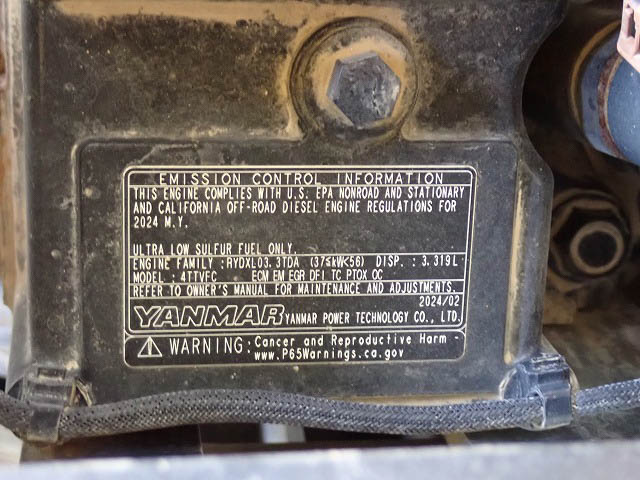 EMISSION CONTROL INFORMATION
THIS ENGINE COMPLIES WITH U.S. EPA NONROAD AND STATIONARY
AND CALIFORNIA OFF-ROAD DIESEL ENGINE REGULATIONS FOR
2024 M.Y.
ULTRA LOW SULFUR FUEL ONLY.
ENGINE FAMILY :RYDXL03.3TDA (37≤kW<56) DISP.: 3.319L
MODEL: 4TTVFC ECM EM EGR DFI TC PTOX OC
REFER TO OWNER'S MANUAL FOR MAINTENANCE AND ADJUSTMENTS.
2024/02
YANMAR YANMAR POWER TECHNOLOGY CO., LTD.
⚠ WARNING: Cancer and Reproductive Harm -
www.P65Warnings.ca.gov